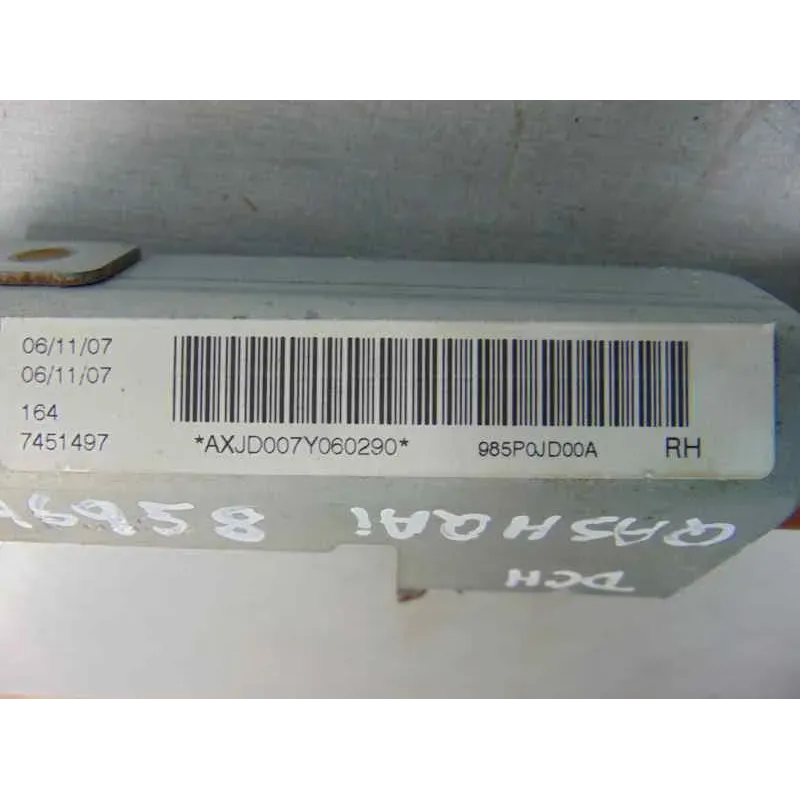 06/11/07
06/11/07
164
7451497
*AXJD007Y060290* 985P0JD00A RH
QASHQAi
DCH